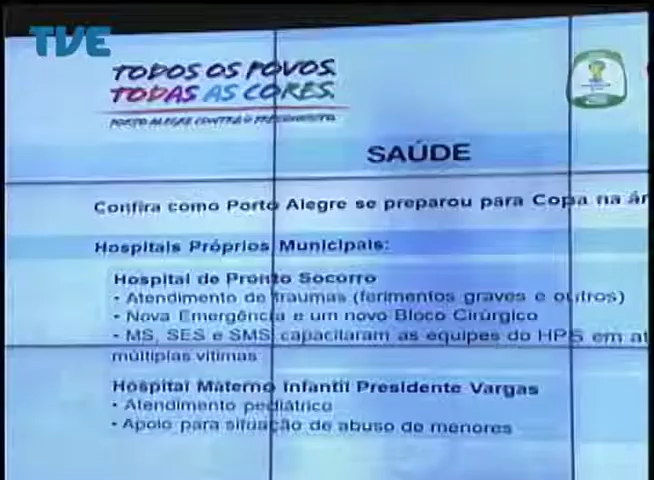 TVE
TODOS OS POVOS.
TODAS AS CORES.
PORTO ALEGRE CONTRA O PRECONCEITO.
SAÚDE
Confira como Porto Alegre se preparou para Copa na ár
Hospitais Próprios Municipais:
Hospital de Pronto Socorro
• Atendimento de traumas (ferimentos graves e outros)
• Nova Emergência e um novo Bloco Cirúrgico
• MS, SES e SMS capacitaram as equipes do HPS em at
múltiplas vítimas
Hospital Materno Infantil Presidente Vargas
• Atendimento pediátrico
• Apoio para situação de abuso de menores